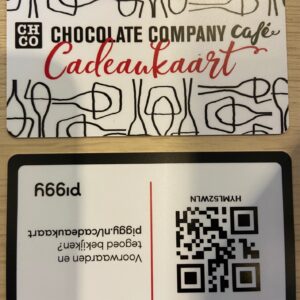 CH
CO
CHOCOLATE COMPANY café
Cadeaukaart
piggy
Voorwaarden en
tegoed bekijken?
piggy.nl/cadeaukaart
HYML52WLN